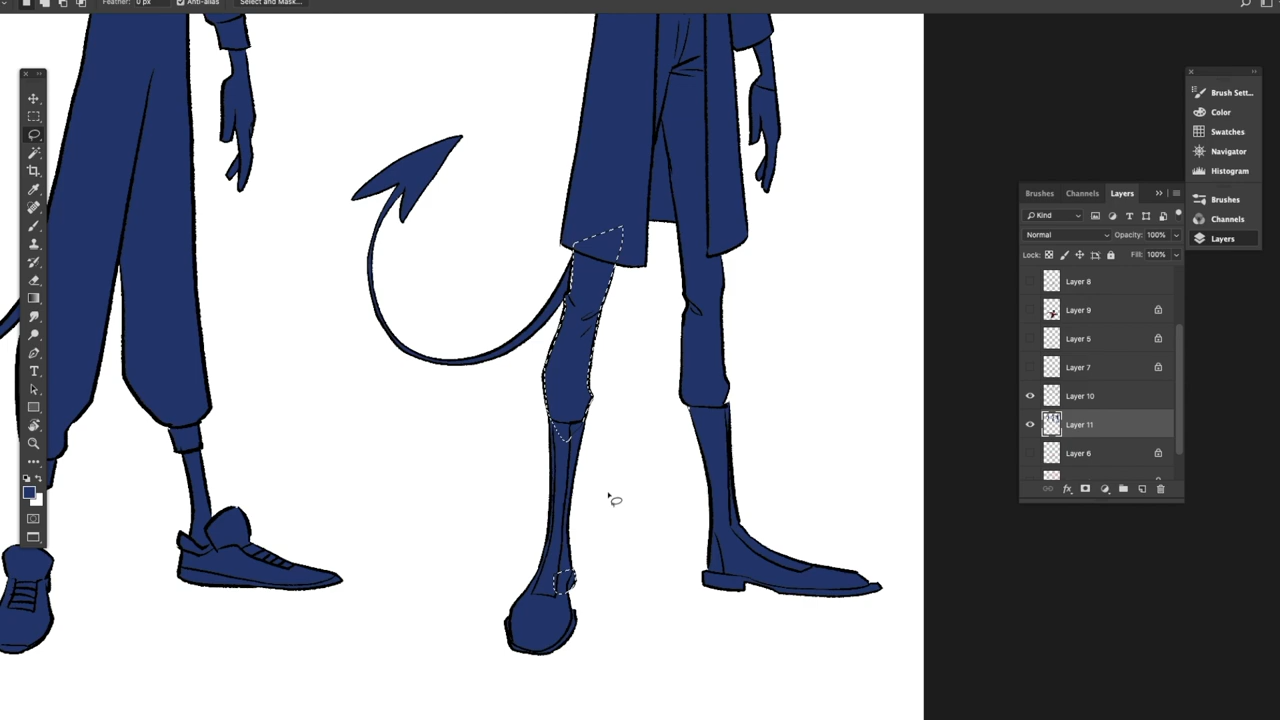 Feather: 0 px Anti-alias Select and Mask...
Brush Sett...
Color
Swatches
Navigator
Histogram
Brushes
Channels
Layers
Brushes Channels Layers
Kind
Normal Opacity: 100%
Lock: Fill: 100%
Layer 8
Layer 9
Layer 5
Layer 7
Layer 10
Layer 11
Layer 6
fx